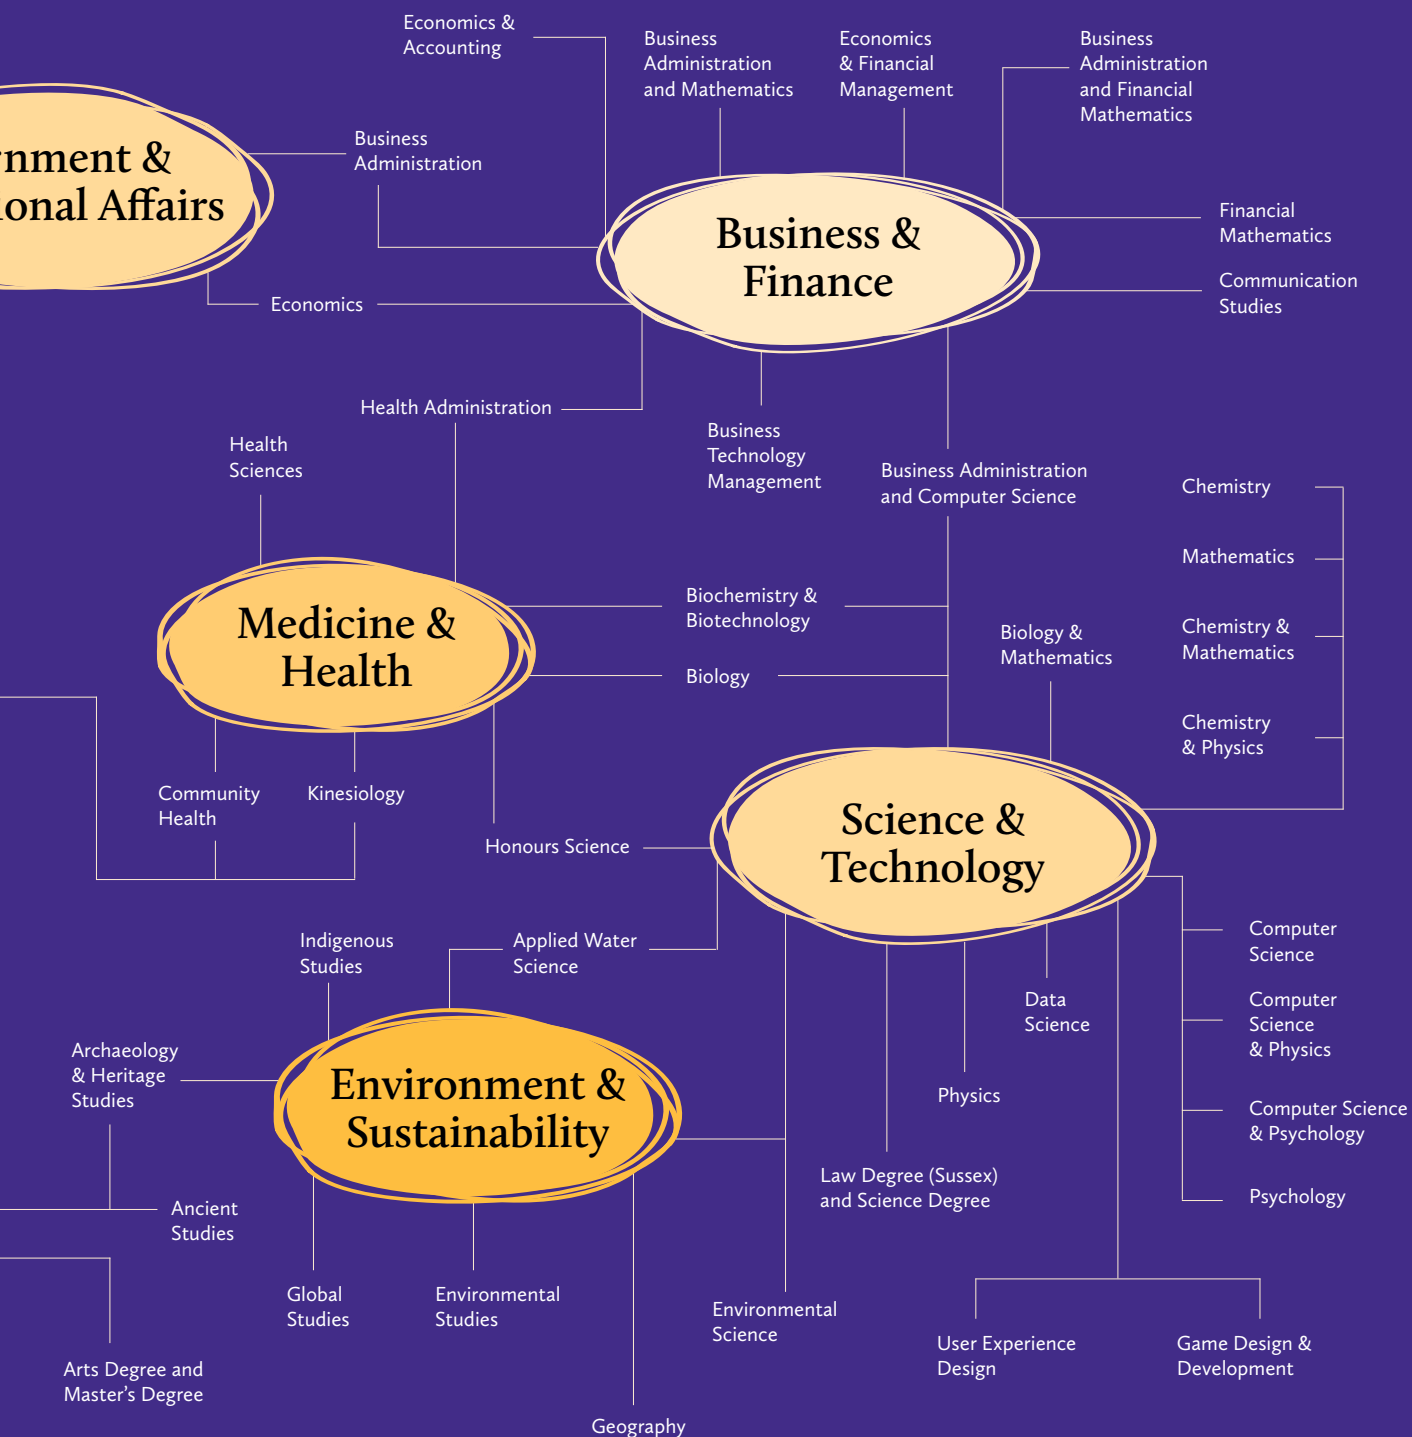 Economics &
Accounting
Business
Administration
and Mathematics
Economics
& Financial
Management
Business
Administration
and Financial
Mathematics
rnment &
ional Affairs
Business
Administration
Business &
Finance
Financial
Mathematics
Communication
Studies
Economics
Health Administration
Health
Sciences
Business
Technology
Management
Business Administration
and Computer Science
Chemistry
Mathematics
Chemistry &
Mathematics
Chemistry
& Physics
Medicine &
Health
Biochemistry &
Biotechnology
Biology
Biology &
Mathematics
Community
Health
Kinesiology
Honours Science
Science &
Technology
Indigenous
Studies
Applied Water
Science
Computer
Science
Computer
Science
& Physics
Computer Science
& Psychology
Psychology
Data
Science
Physics
Law Degree (Sussex)
and Science Degree
Archaeology
& Heritage
Studies
Environment &
Sustainability
Ancient
Studies
Global
Studies
Environmental
Studies
Environmental
Science
User Experience
Design
Game Design &
Development
Arts Degree and
Master's Degree
Geography